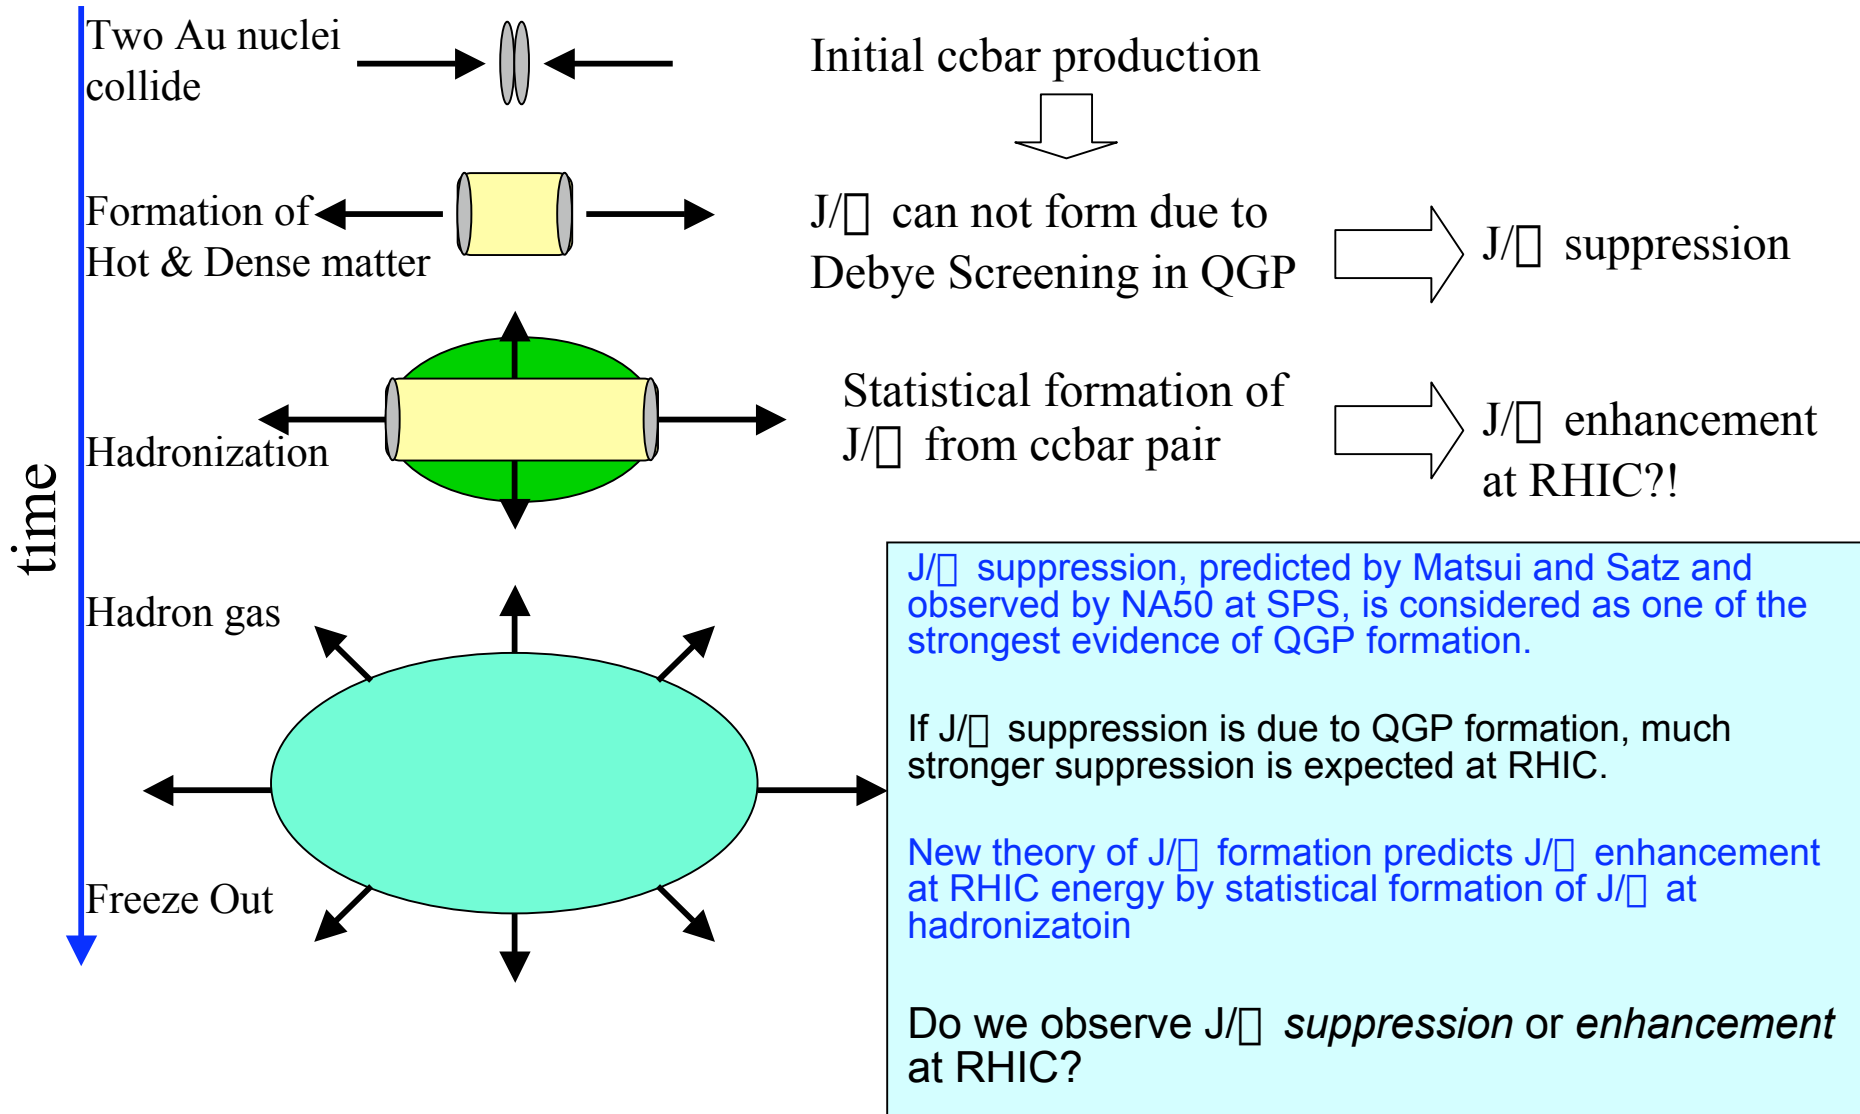 Two Au nuclei
collide
Initial ccbar production
Formation of
Hot & Dense matter
J/▯ can not form due to
Debye Screening in QGP
J/▯ suppression
Hadronization
Statistical formation of
J/▯ from ccbar pair
J/▯ enhancement
at RHIC?!
time
Hadron gas
Freeze Out
J/▯ suppression, predicted by Matsui and Satz and
observed by NA50 at SPS, is considered as one of the
strongest evidence of QGP formation.
If J/▯ suppression is due to QGP formation, much
stronger suppression is expected at RHIC.
New theory of J/▯ formation predicts J/▯ enhancement
at RHIC energy by statistical formation of J/▯ at
hadronizatoin
Do we observe J/▯ suppression or enhancement
at RHIC?